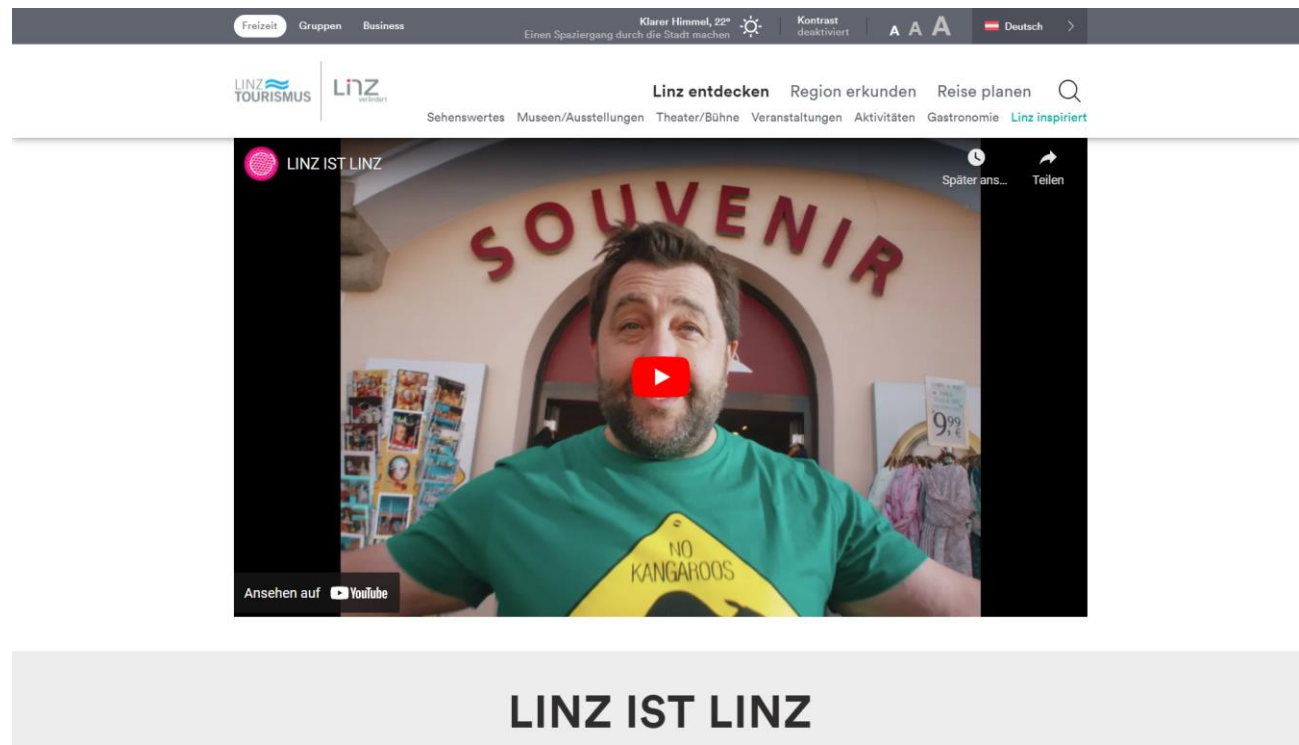 Freizeit Gruppen Business
Klarer Himmel, 22°
Einen Spaziergang durch die Stadt machen
Kontrast
deaktiviert
A A A
Deutsch
LINZ
TOURISMUS
Linz
verändert
Linz entdecken Region erkunden Reise planen
Sehenswertes Museen/Ausstellungen Theater/Bühne Veranstaltungen Aktivitäten Gastronomie Linz inspiriert
LINZ IST LINZ
Später ans...
Teilen
SOUVENIR
9,99
€
NO
KANGAROOS
Ansehen auf YouTube
LINZ IST LINZ